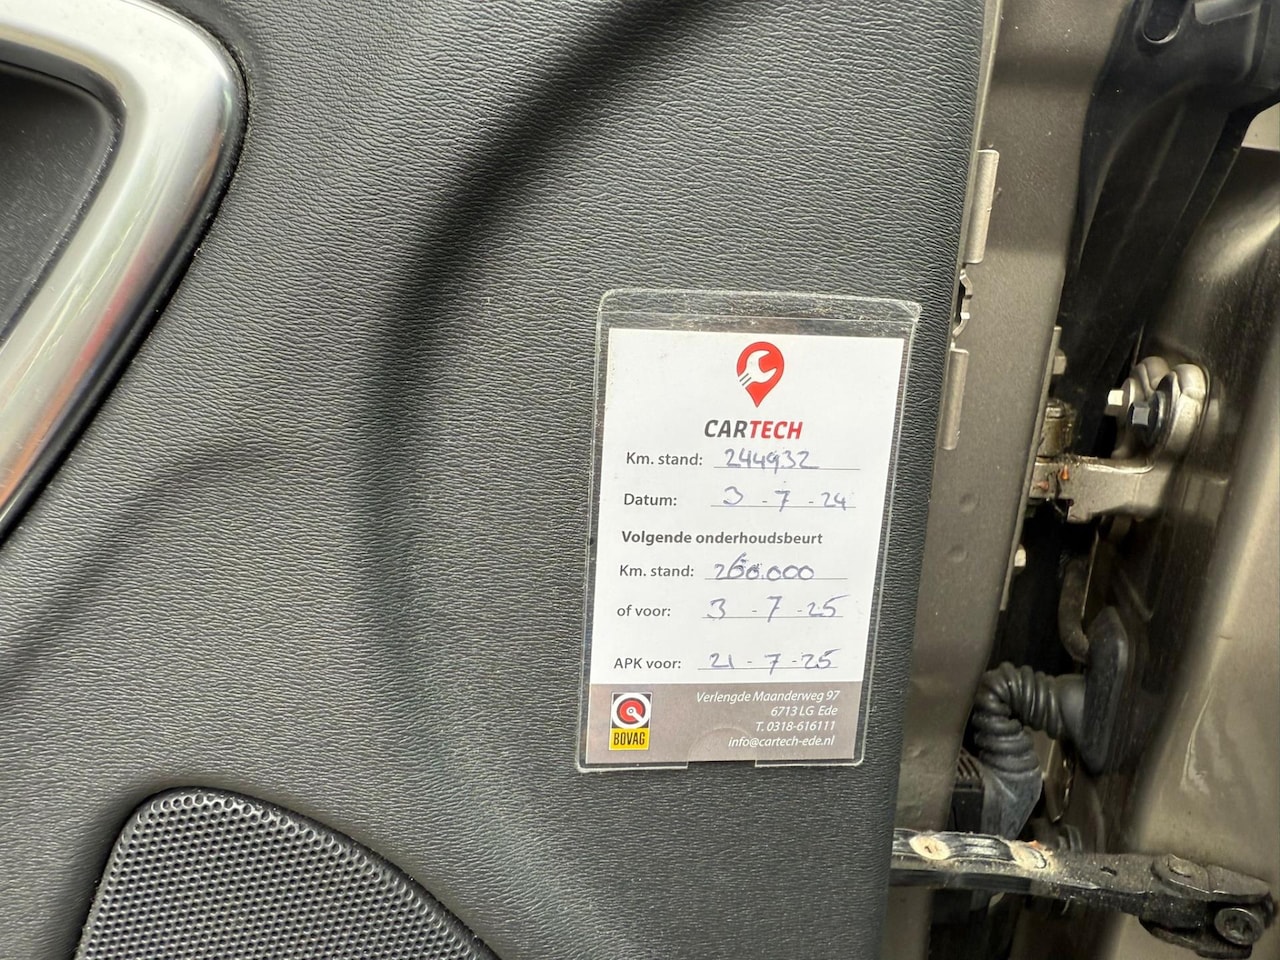 CARTECH
Km. stand: 244932
Datum: 3 - 7 - 24
Volgende onderhoudsbeurt
Km. stand: 260.000
of voor: 3 - 7 - 25
APK voor: 21 - 7 - 25
BOVAG
Verlengde Maanderweg 97
6713 LG Ede
T. 0318-616111
info@cartech-ede.nl